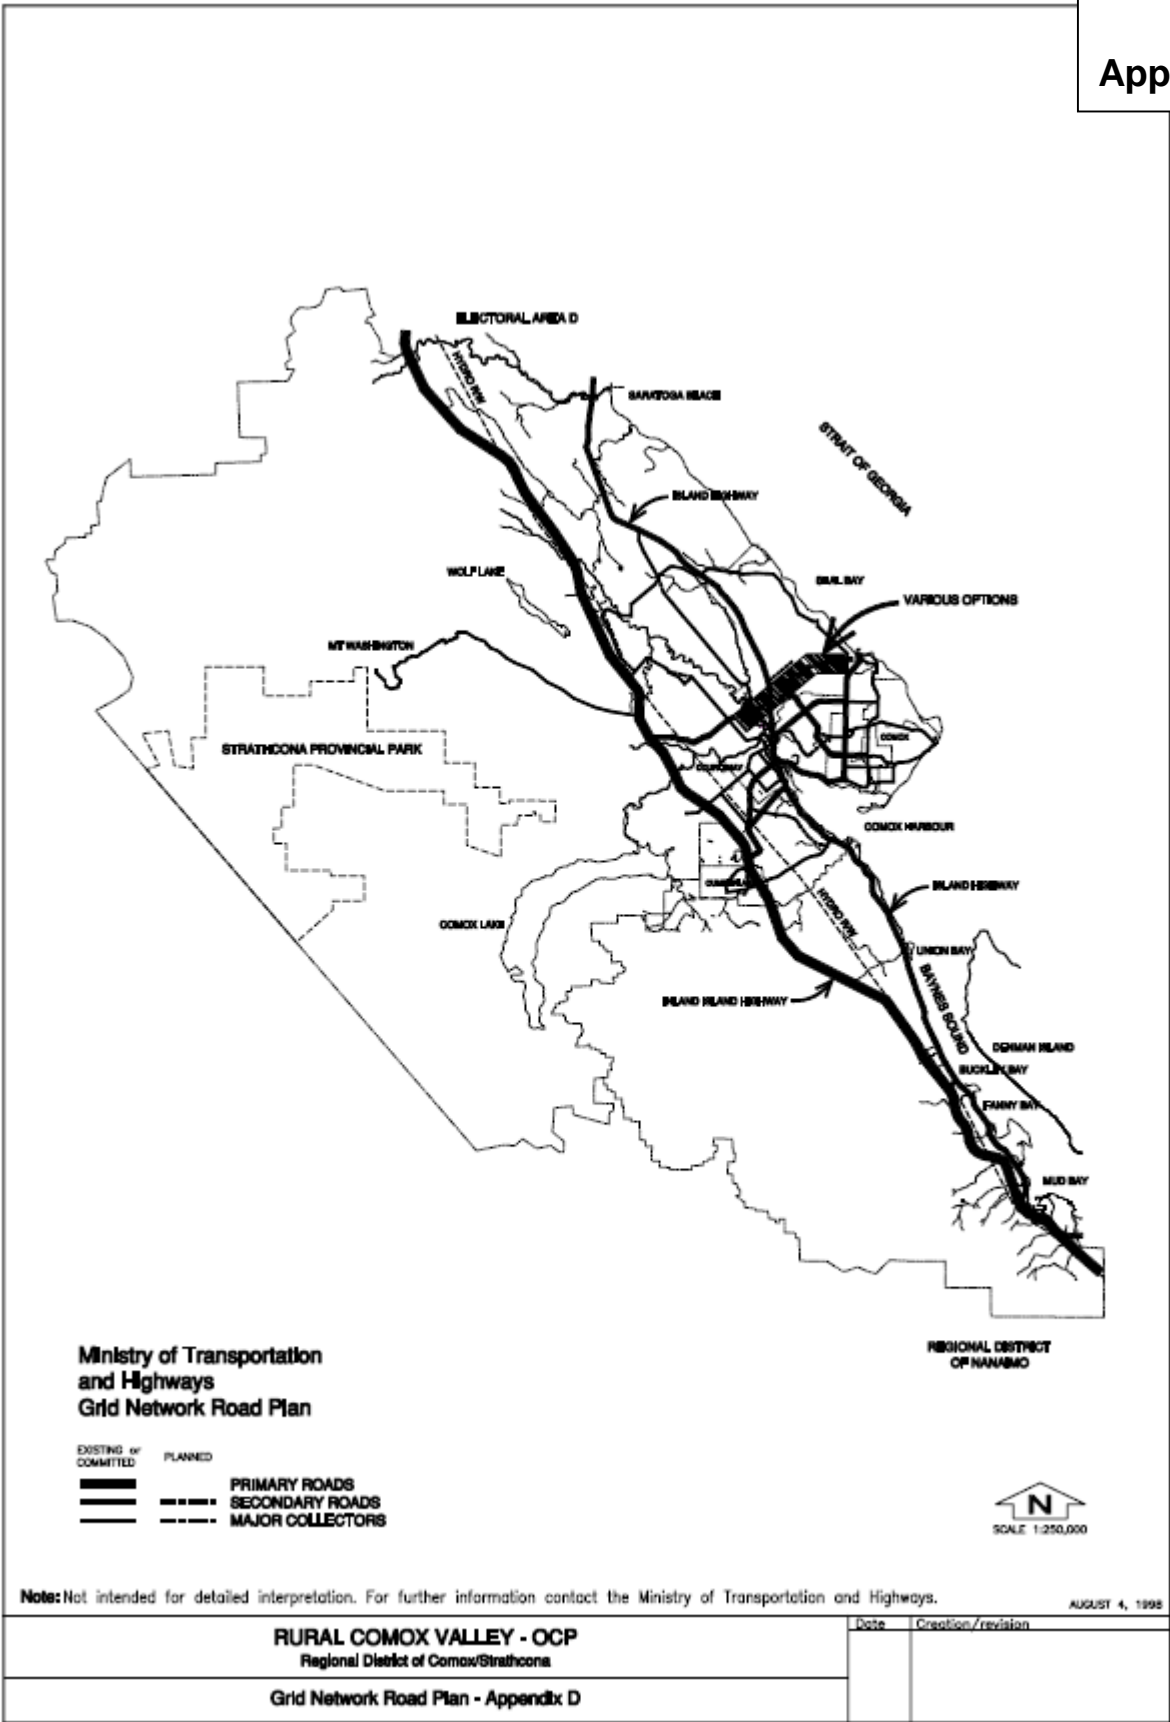 App
ELECTORAL AREA D
HYDRO R/W
SARATOGA BEACH
STRAIT OF GEORGIA
ISLAND HIGHWAY
WOLF LAKE
SEAL BAY
VARIOUS OPTIONS
MT WASHINGTON
STRATHCONA PROVINCIAL PARK
COMOX
COURTENAY
COMOX HARBOUR
CUMBERLAND
ISLAND HIGHWAY
HYDRO R/W
COMOX LAKE
UNION BAY
BAYNES SOUND
INLAND ISLAND HIGHWAY
DENMAN ISLAND
BUCKLEY BAY
FANNY BAY
MUD BAY
REGIONAL DISTRICT
OF NANAIMO
Ministry of Transportation
and Highways
Grid Network Road Plan
EXISTING or
COMMITTED
PLANNED
PRIMARY ROADS
SECONDARY ROADS
MAJOR COLLECTORS
N
SCALE 1:250,000
Note: Not intended for detailed interpretation. For further information contact the Ministry of Transportation and Highways.
AUGUST 4, 1998
RURAL COMOX VALLEY - OCP
Regional District of Comox/Strathcona
Date
Creation/revision
Grid Network Road Plan - Appendix D